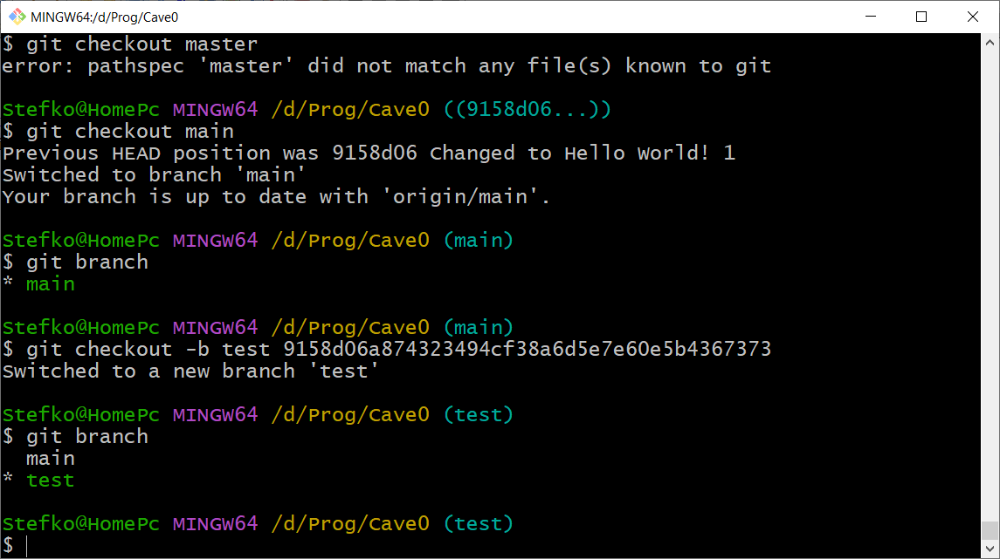 MINGW64:/d/Prog/Cave0
$ git checkout master
error: pathspec 'master' did not match any file(s) known to git
Stefko@HomePc MINGW64 /d/Prog/Cave0 ((9158d06...))
$ git checkout main
Previous HEAD position was 9158d06 Changed to Hello World! 1
Switched to branch 'main'
Your branch is up to date with 'origin/main'.
Stefko@HomePc MINGW64 /d/Prog/Cave0 (main)
$ git branch
* main
Stefko@HomePc MINGW64 /d/Prog/Cave0 (main)
$ git checkout -b test 9158d06a874323494cf38a6d5e7e60e5b4367373
Switched to a new branch 'test'
Stefko@HomePc MINGW64 /d/Prog/Cave0 (test)
$ git branch
  main
* test
Stefko@HomePc MINGW64 /d/Prog/Cave0 (test)
$